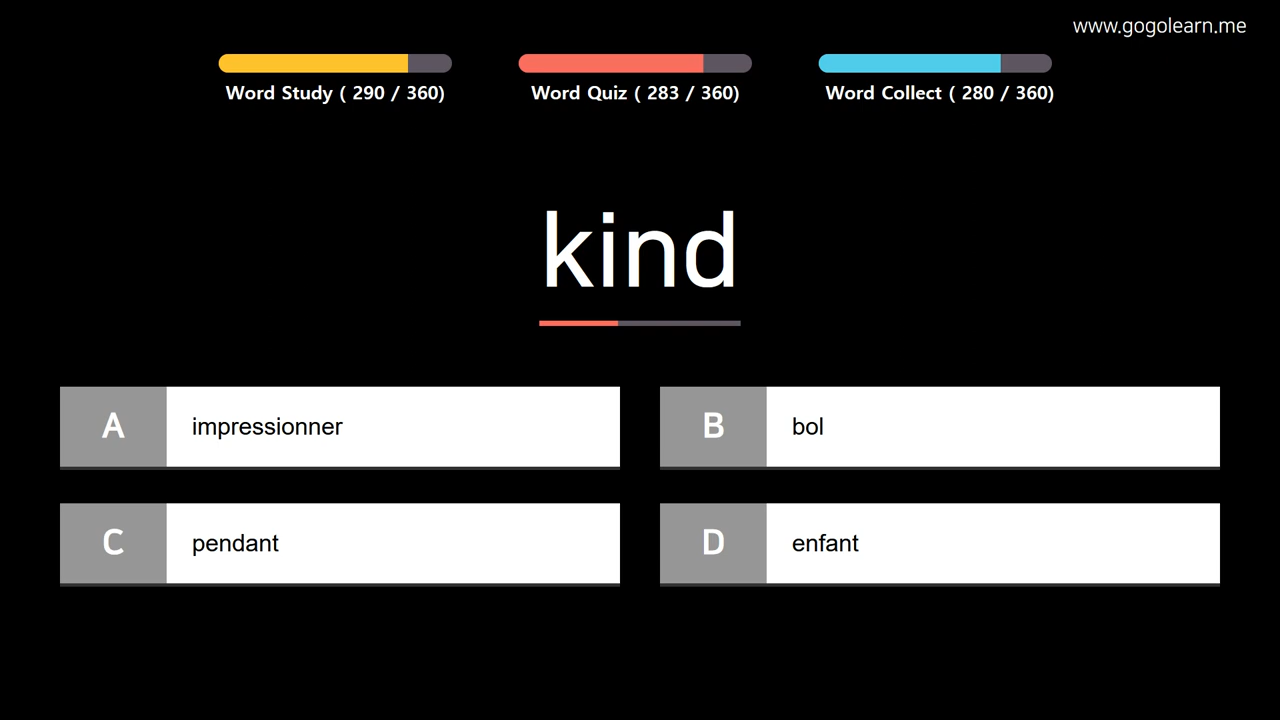 www.gogolearn.me
Word Study ( 290 / 360)
Word Quiz ( 283 / 360)
Word Collect ( 280 / 360)
kind
A impressionner
B bol
C pendant
D enfant